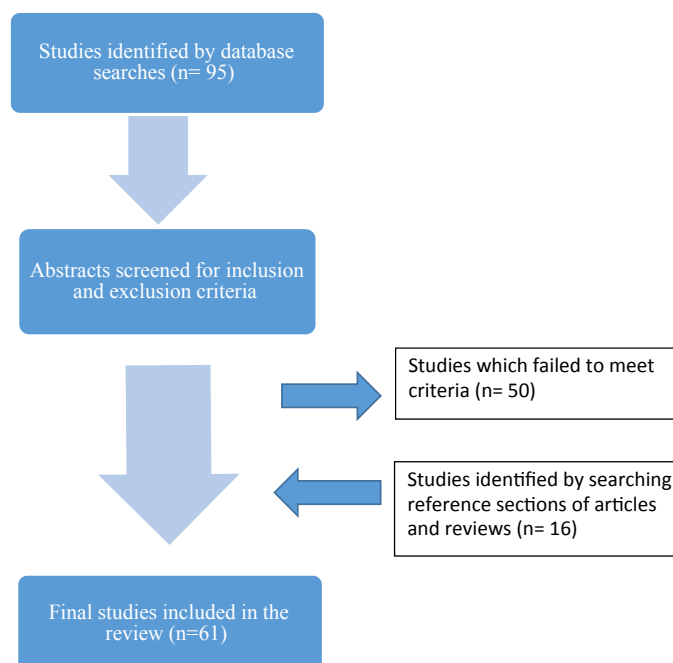 Studies identified by database
searches (n= 95)
Abstracts screened for inclusion
and exclusion criteria
Studies which failed to meet
criteria (n= 50)
Studies identified by searching
reference sections of articles
and reviews (n= 16)
Final studies included in the
review (n=61)